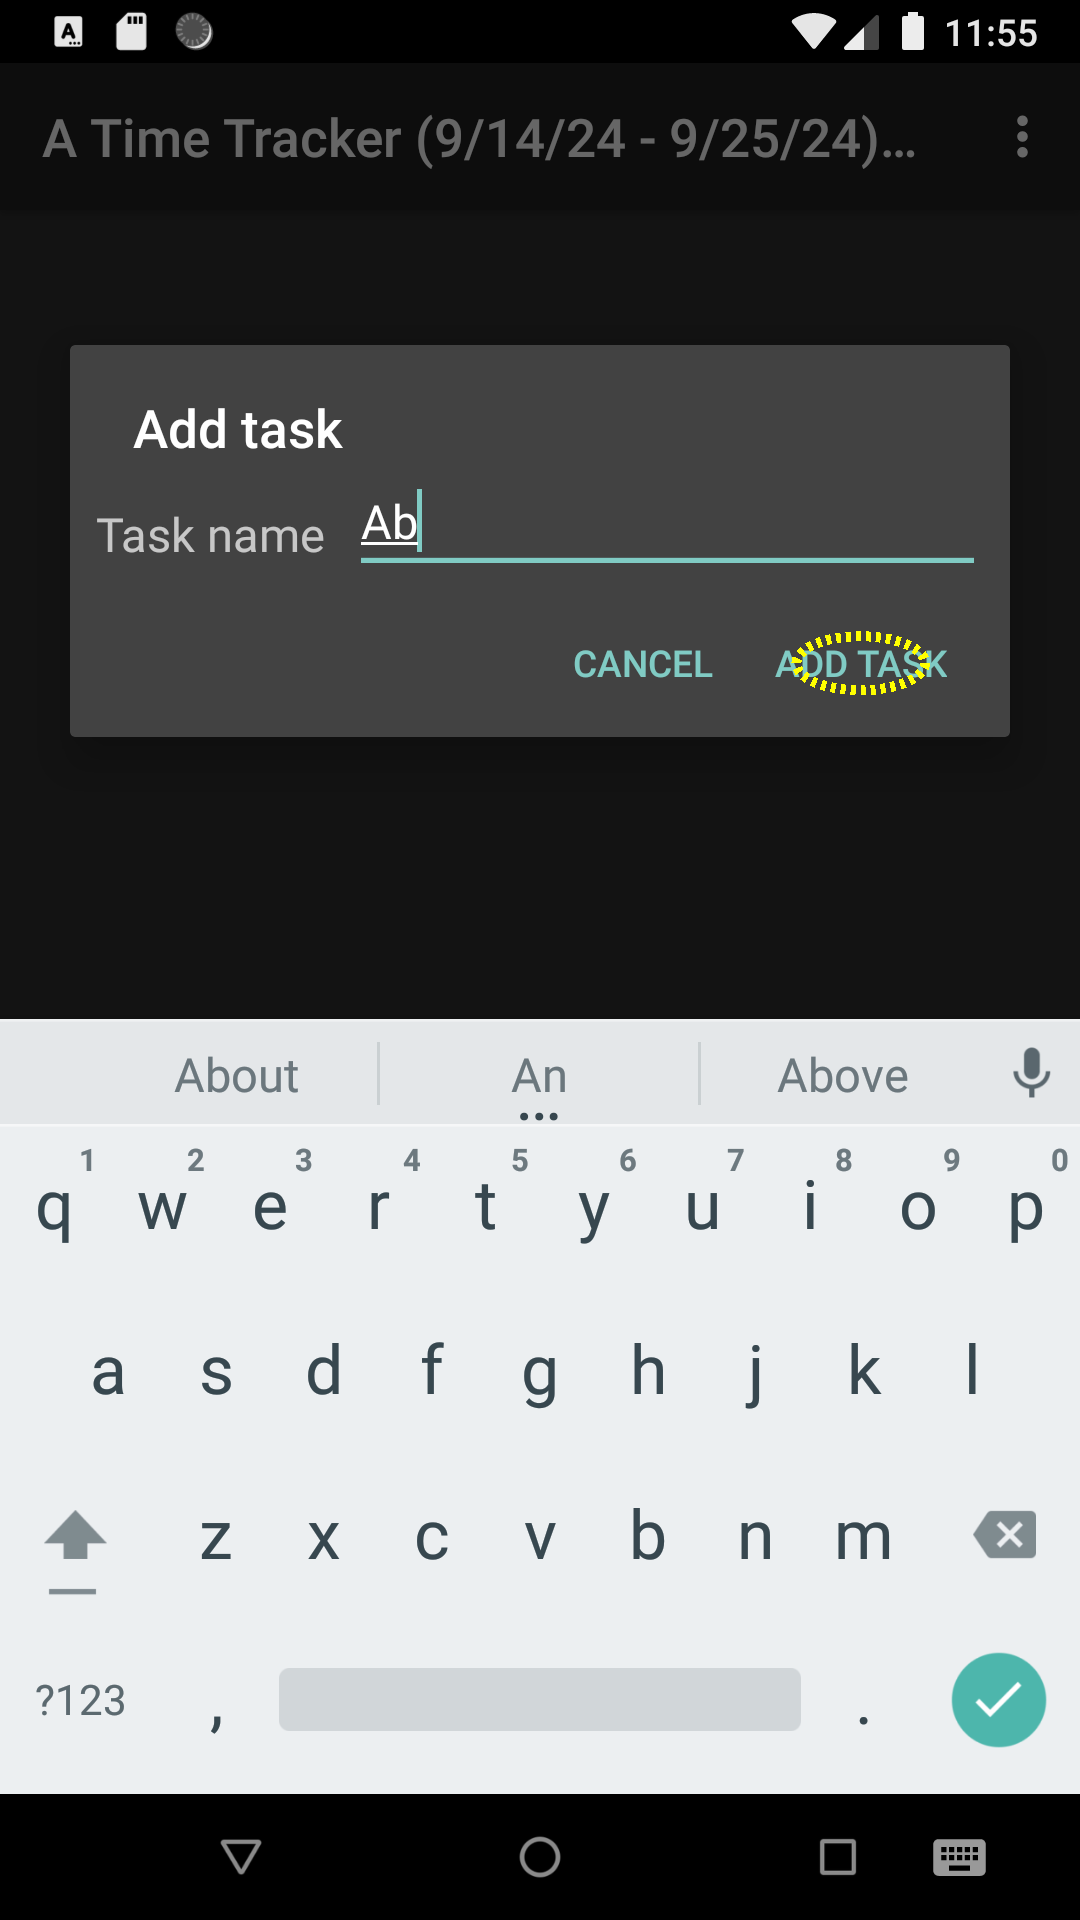 11:55
A Time Tracker (9/14/24 - 9/25/24)...
Add task
Task name Ab
CANCEL ADD TASK
About An Above
1 2 3 4 5 6 7 8 9 0
q w e r t y u i o p
a s d f g h j k l
z x c v b n m
?123 , .